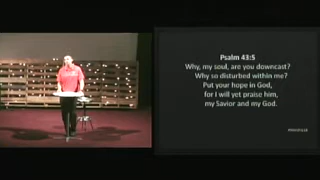 Psalm 43:5
Why, my soul, are you downcast?
Why so disturbed within me?
Put your hope in God,
for I will yet praise him,
my Savior and my God.